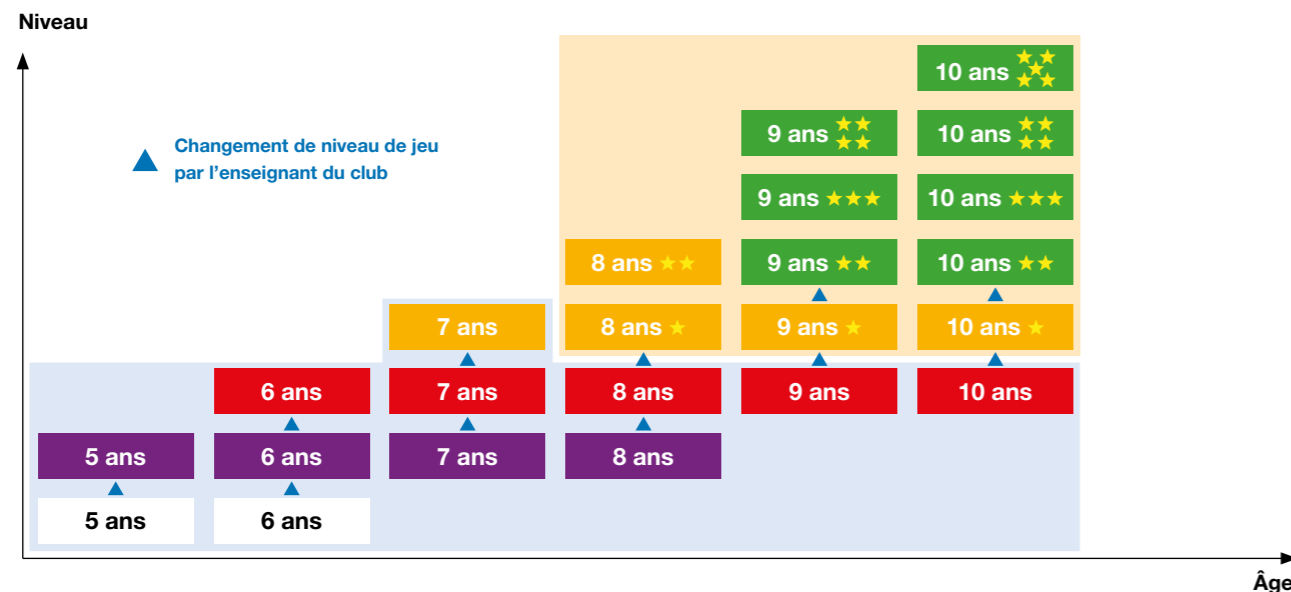 Niveau
10 ans
Changement de niveau de jeu
par l'enseignant du club
9 ans
10 ans
9 ans
10 ans
8 ans
9 ans
10 ans
7 ans
8 ans
9 ans
10 ans
6 ans
7 ans
8 ans
9 ans
10 ans
5 ans
6 ans
7 ans
8 ans
5 ans
6 ans
Âge